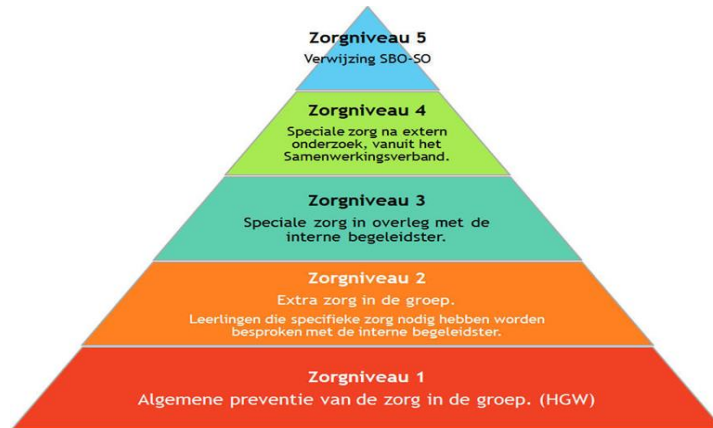 Zorgniveau 5
Verwijzing SBO-SO
Zorgniveau 4
Speciale zorg na extern
onderzoek, vanuit het
Samenwerkingsverband.
Zorgniveau 3
Speciale zorg in overleg met de
interne begeleidster.
Zorgniveau 2
Extra zorg in de groep.
Leerlingen die specifieke zorg nodig hebben worden
besproken met de interne begeleidster.
Zorgniveau 1
Algemene preventie van de zorg in de groep. (HGW)